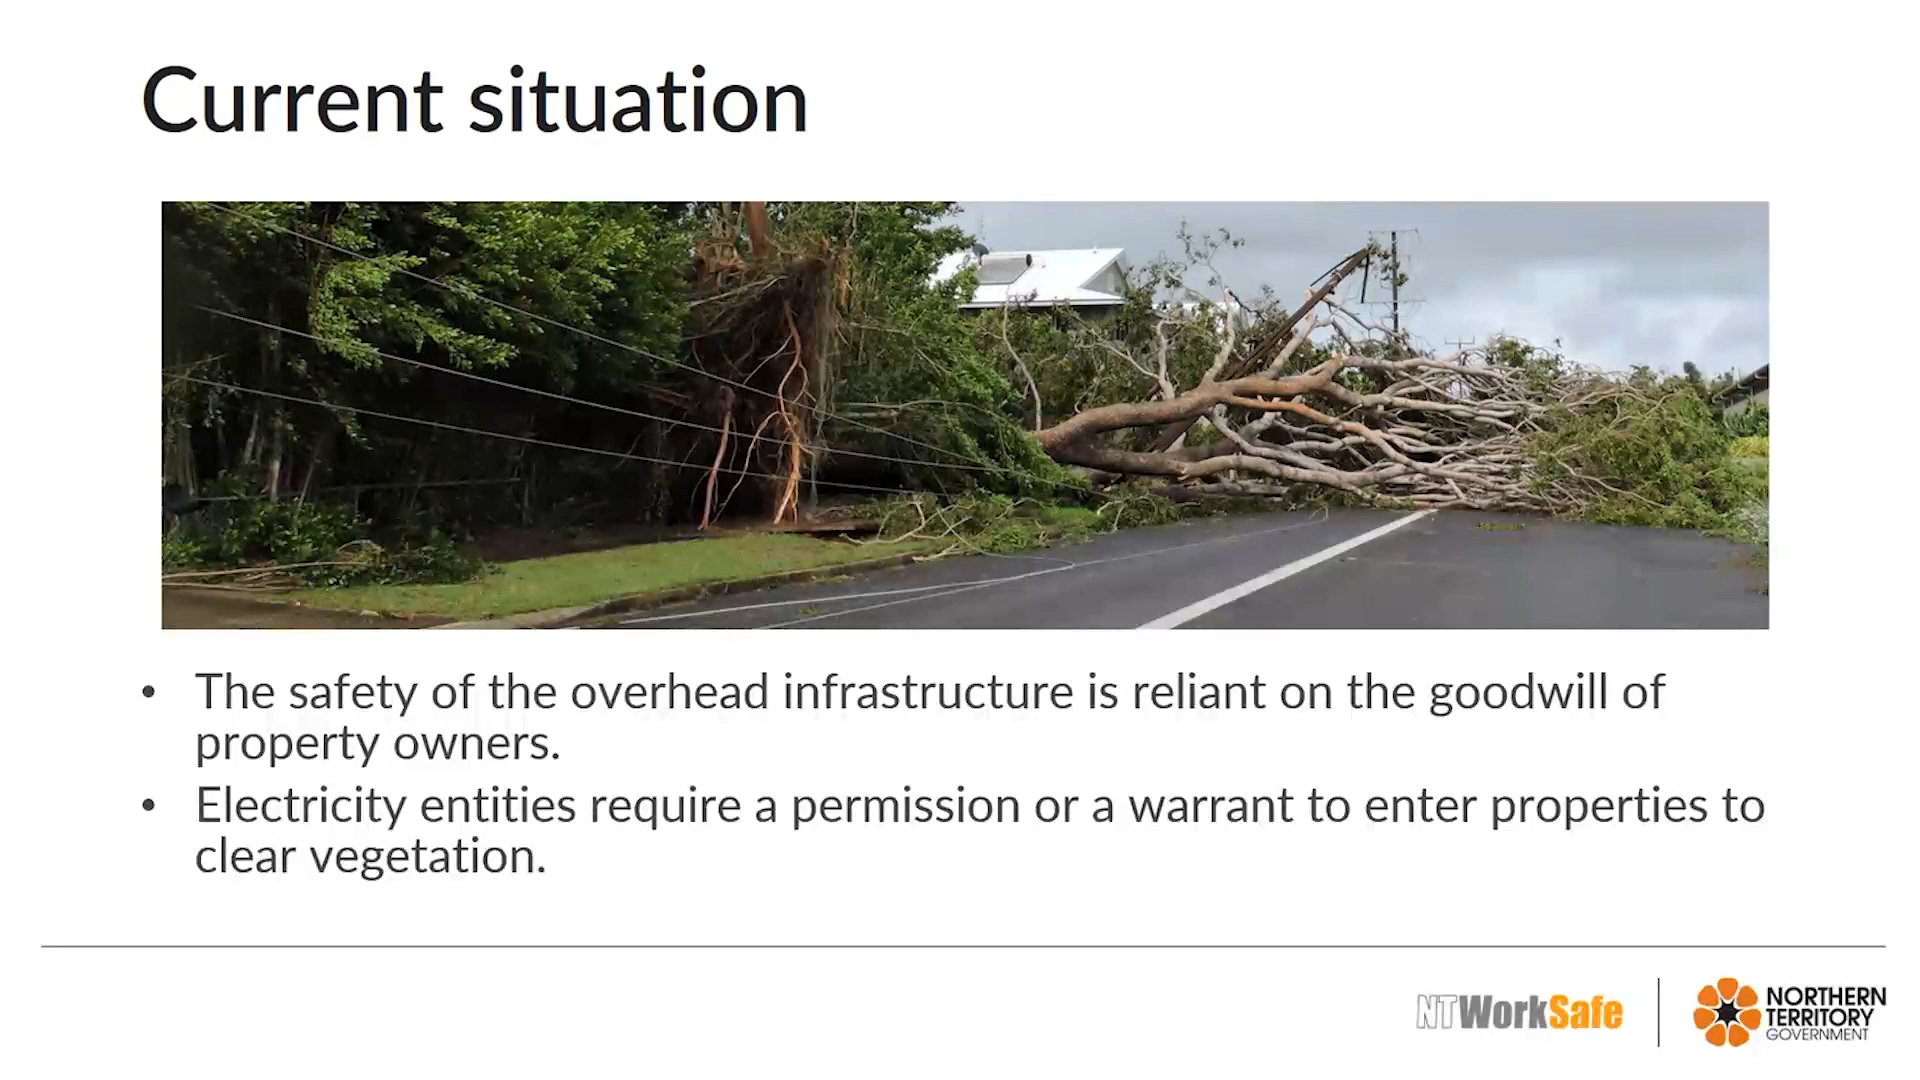 Current situation
• The safety of the overhead infrastructure is reliant on the goodwill of
property owners.
• Electricity entities require a permission or a warrant to enter properties to
clear vegetation.
NTWorkSafe
NORTHERN
TERRITORY
GOVERNMENT